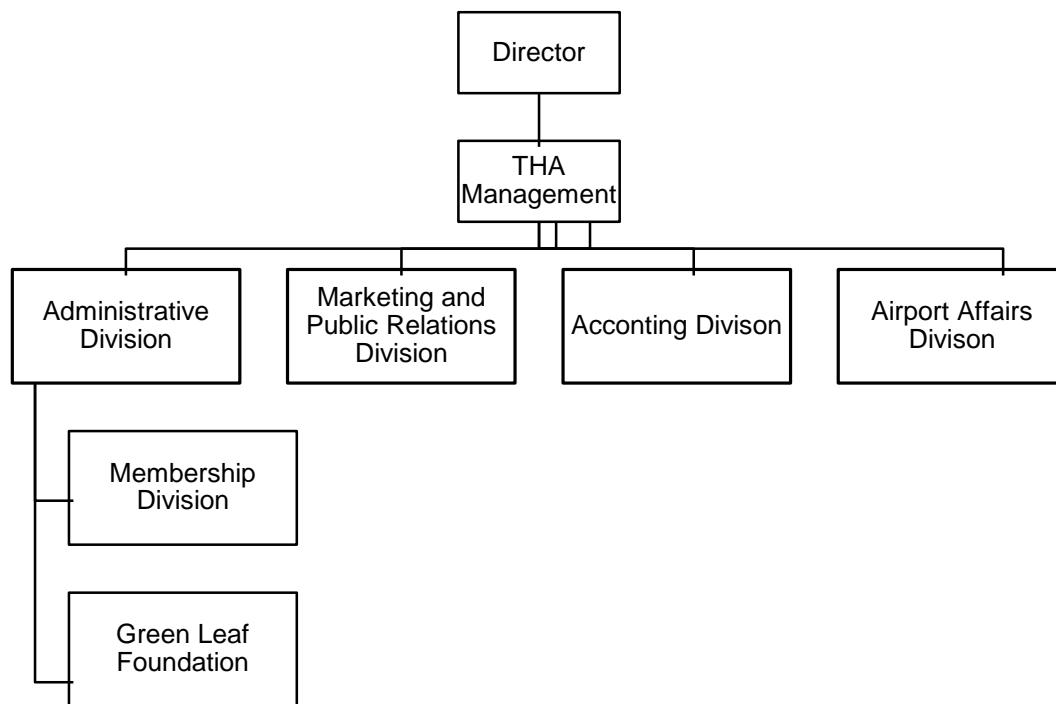 Director
THA
Management
Administrative
Division
Marketing and
Public Relations
Division
Acconting Divison
Airport Affairs
Divison
Membership
Division
Green Leaf
Foundation